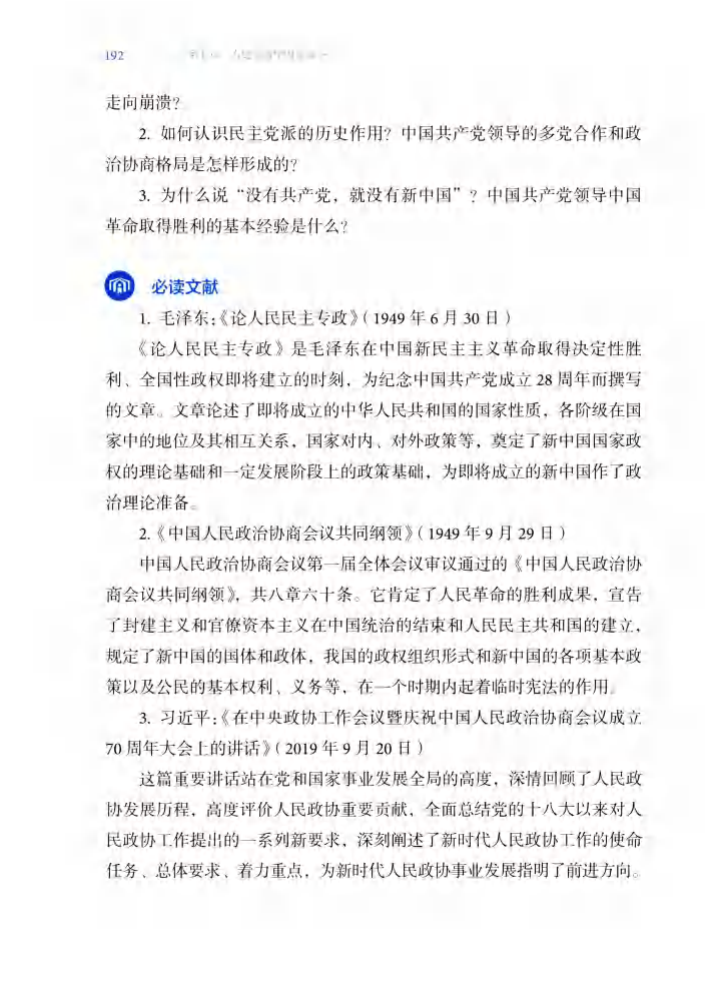 192
走向崩溃?
2. 如何认识民主党派的历史作用? 中国共产党领导的多党合作和政
治协商格局是怎样形成的?
3. 为什么说“没有共产党，就没有新中国”? 中国共产党领导中国
革命取得胜利的基本经验是什么?
必读文献
1. 毛泽东:《论人民民主专政》(1949 年 6 月 30 日)
《论人民民主专政》是毛泽东在中国新民主主义革命取得决定性胜
利、全国性政权即将建立的时刻，为纪念中国共产党成立 28 周年而撰写
的文章。文章论述了即将成立的中华人民共和国的国家性质，各阶级在国
家中的地位及其相互关系，国家对内、对外政策等，奠定了新中国国家政
权的理论基础和一定发展阶段上的政策基础，为即将成立的新中国作了政
治理论准备。
2.《中国人民政治协商会议共同纲领》(1949 年 9 月 29 日)
中国人民政治协商会议第一届全体会议审议通过的《中国人民政治协
商会议共同纲领》，共八章六十条。它肯定了人民革命的胜利成果，宣告
了封建主义和官僚资本主义在中国统治的结束和人民民主共和国的建立，
规定了新中国的国体和政体，我国的政权组织形式和新中国的各项基本政
策以及公民的基本权利、义务等，在一个时期内起着临时宪法的作用。
3. 习近平:《在中央政协工作会议暨庆祝中国人民政治协商会议成立
70 周年大会上的讲话》(2019 年 9 月 20 日)
这篇重要讲话站在党和国家事业发展全局的高度，深情回顾了人民政
协发展历程，高度评价人民政协重要贡献，全面总结党的十八大以来对人
民政协工作提出的一系列新要求，深刻阐述了新时代人民政协工作的使命
任务、总体要求、着力重点，为新时代人民政协事业发展指明了前进方向。